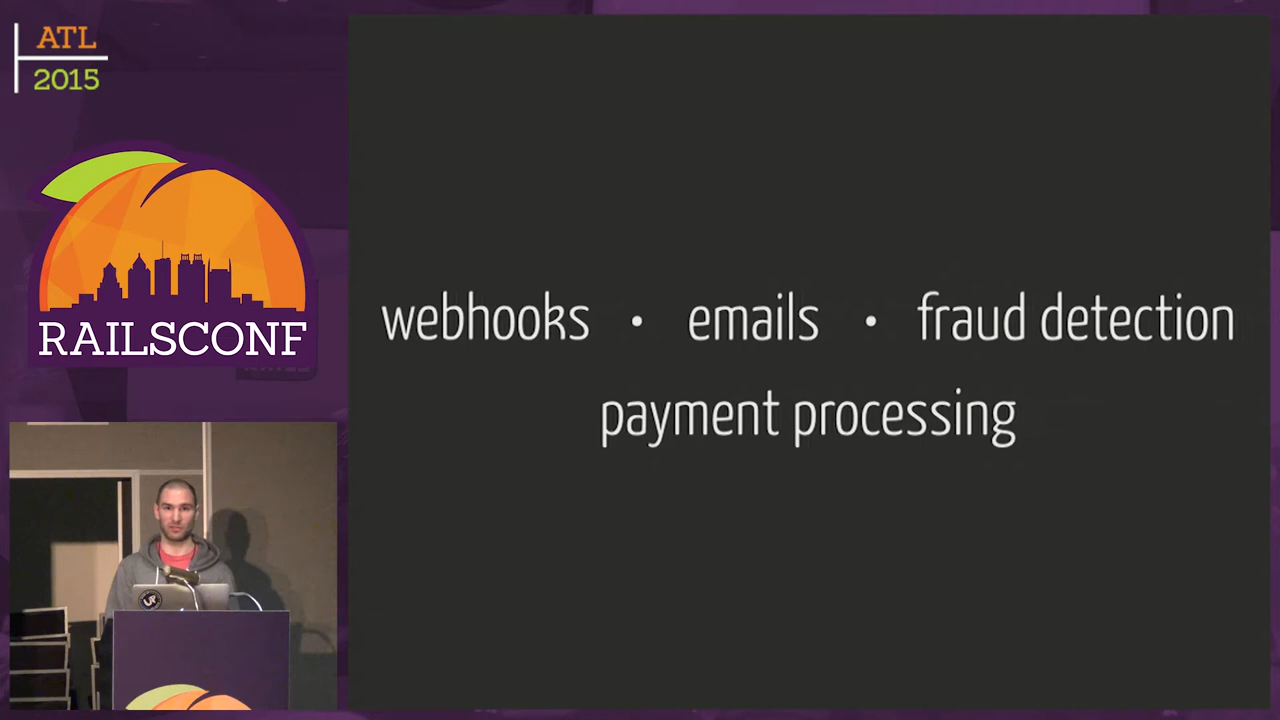 ATL
2015
RAILSCONF
webhooks • emails • fraud detection
payment processing